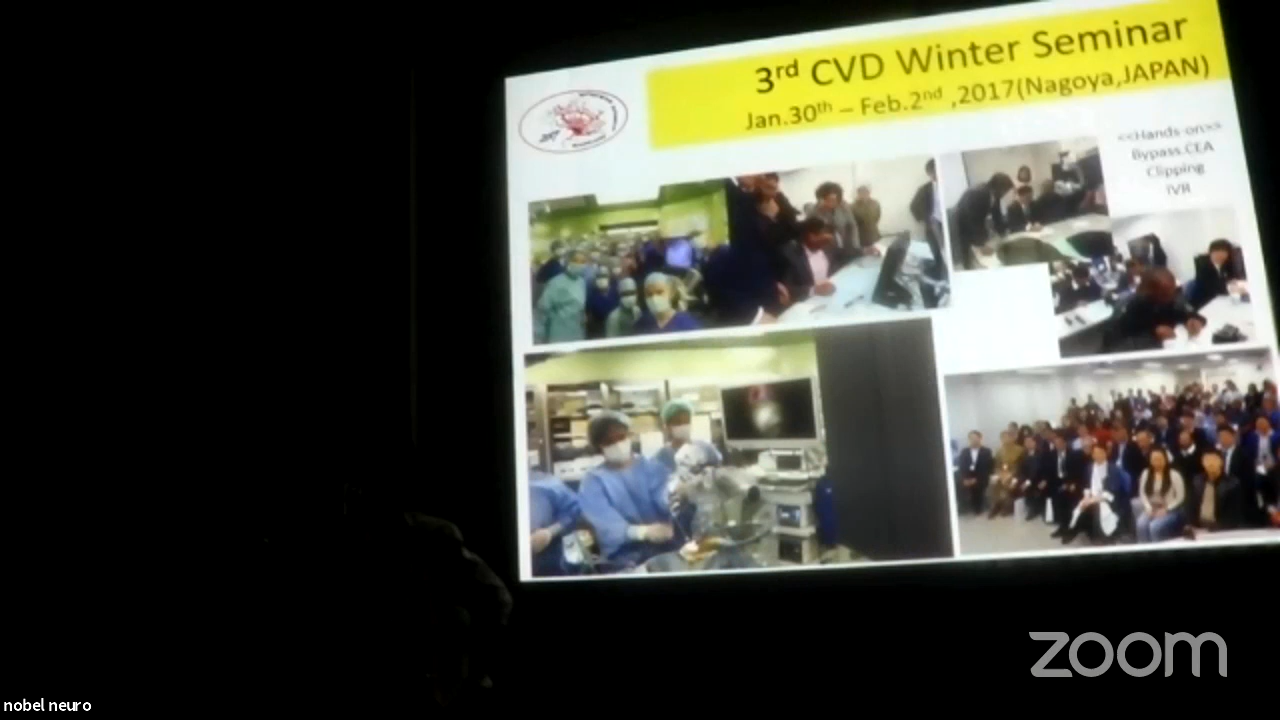 3rd CVD Winter Seminar
Jan.30th – Feb.2nd ,2017(Nagoya,JAPAN)
<<Hands-on>>
Bypass.CEA
Clipping
IVR
2017
zoom
nobel neuro